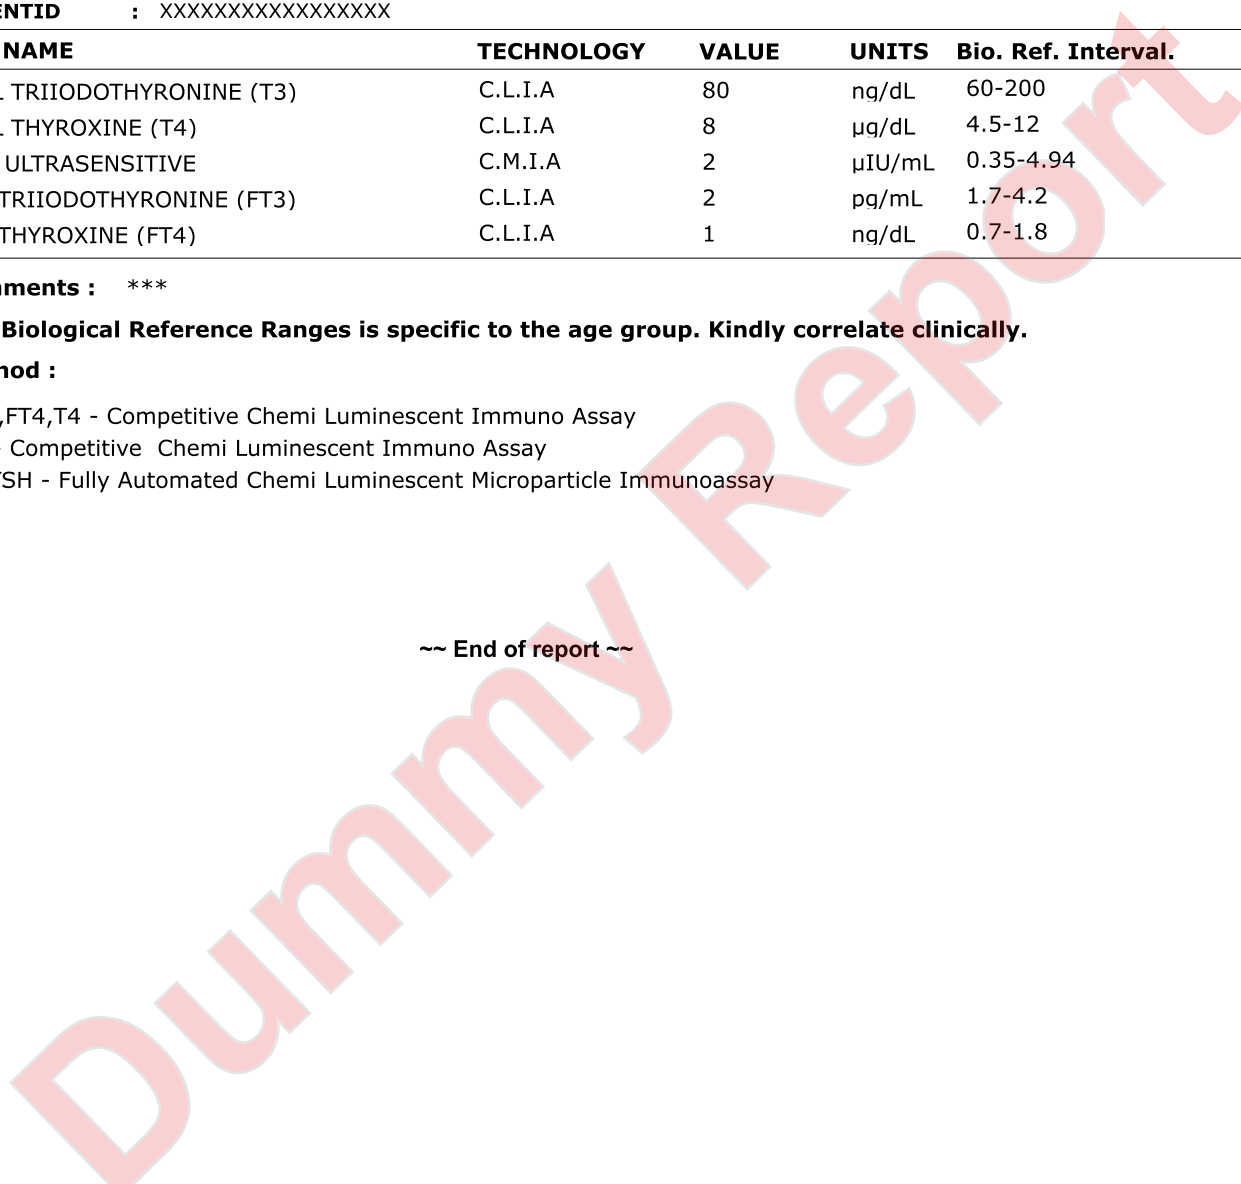 ENTID : XXXXXXXXXXXXXXXXX
NAME TECHNOLOGY VALUE UNITS Bio. Ref. Interval.
L TRIIODOTHYRONINE (T3) C.L.I.A 80 ng/dL 60-200
L THYROXINE (T4) C.L.I.A 8 µg/dL 4.5-12
ULTRASENSITIVE C.M.I.A 2 µIU/mL 0.35-4.94
TRIIODOTHYRONINE (FT3) C.L.I.A 2 pg/mL 1.7-4.2
THYROXINE (FT4) C.L.I.A 1 ng/dL 0.7-1.8
ments : ***
Biological Reference Ranges is specific to the age group. Kindly correlate clinically.
hod :
,FT4,T4 - Competitive Chemi Luminescent Immuno Assay
- Competitive  Chemi Luminescent Immuno Assay
TSH - Fully Automated Chemi Luminescent Microparticle Immunoassay
~~ End of report ~~
Dummy Report